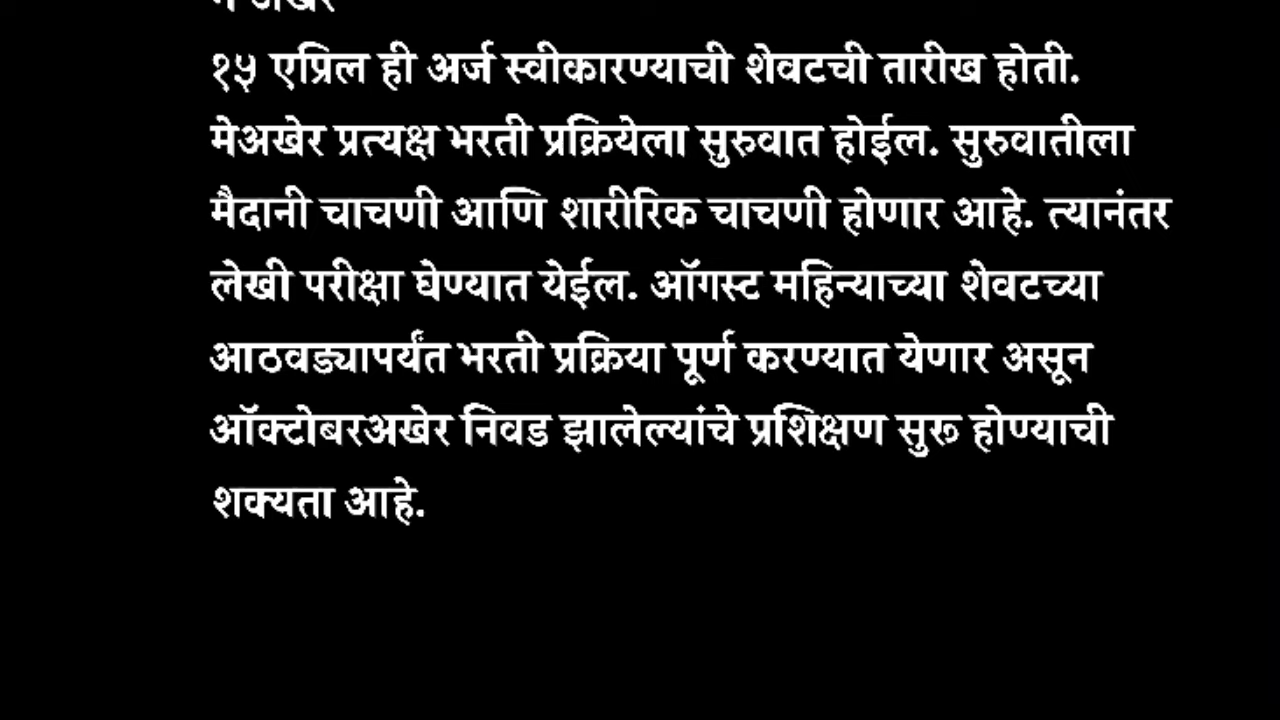 मे अखेर
१५ एप्रिल ही अर्ज स्वीकारण्याची शेवटची तारीख होती.
मेअखेर प्रत्यक्ष भरती प्रक्रियेला सुरुवात होईल. सुरुवातीला
मैदानी चाचणी आणि शारीरिक चाचणी होणार आहे. त्यानंतर
लेखी परीक्षा घेण्यात येईल. ऑगस्ट महिन्याच्या शेवटच्या
आठवड्यापर्यंत भरती प्रक्रिया पूर्ण करण्यात येणार असून
ऑक्टोबरअखेर निवड झालेल्यांचे प्रशिक्षण सुरू होण्याची
शक्यता आहे.